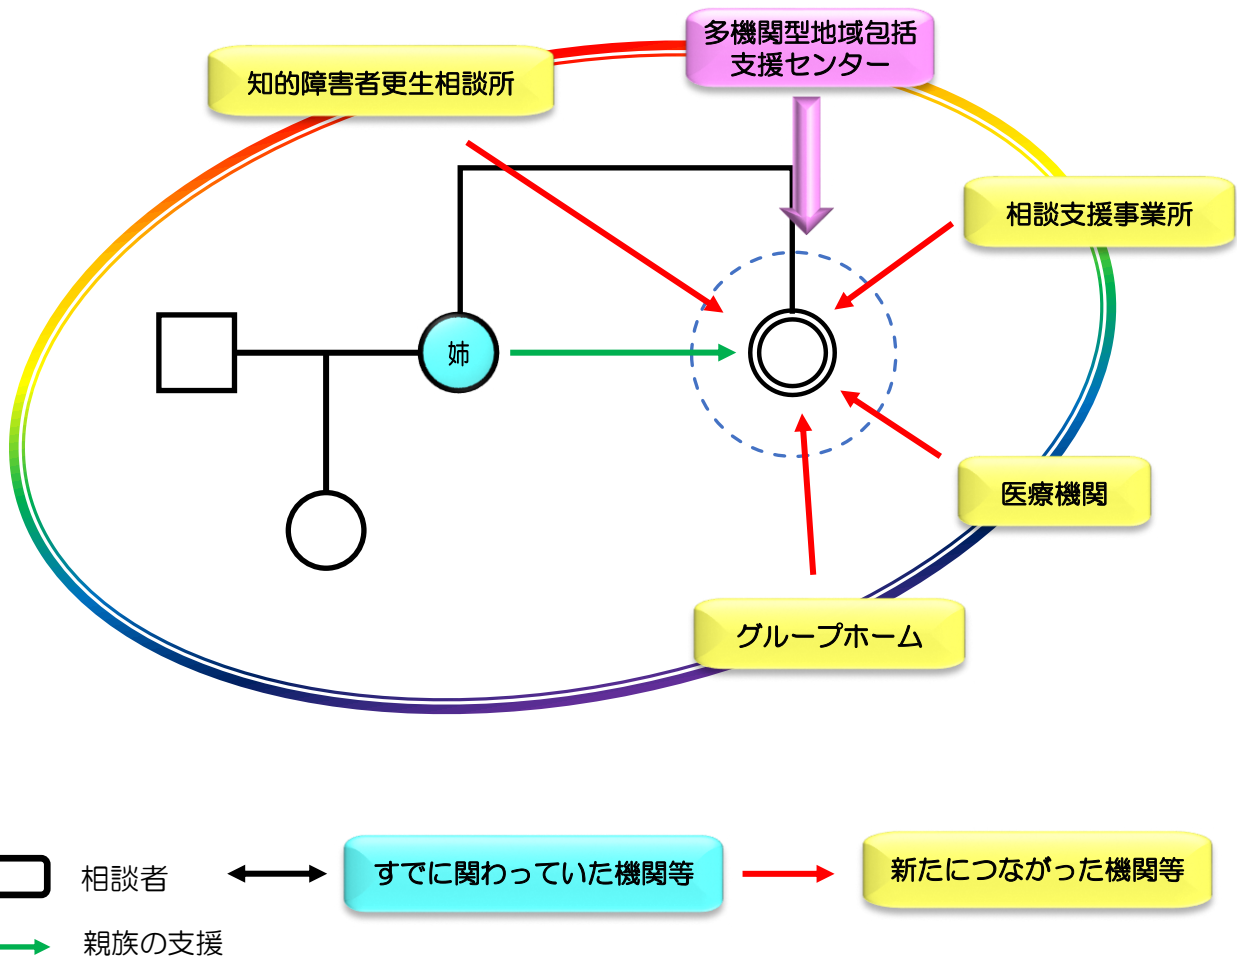 多機関型地域包括
支援センター
知的障害者更生相談所
相談支援事業所
姉
医療機関
グループホーム
相談者
すでに関わっていた機関等
新たにつながった機関等
親族の支援